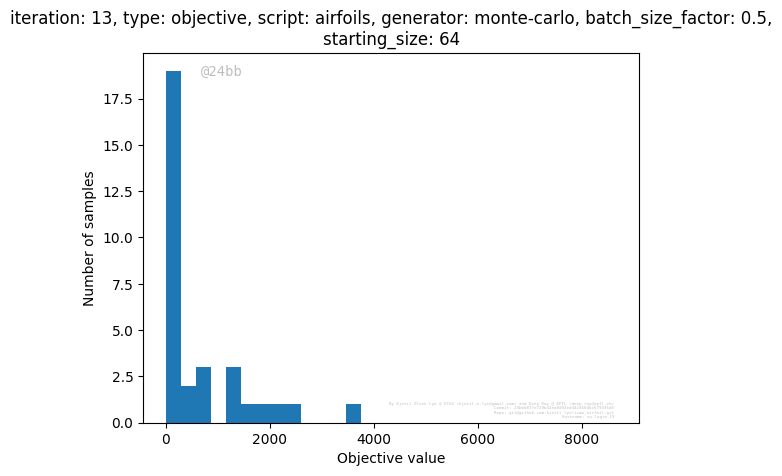 iteration: 13, type: objective, script: airfoils, generator: monte-carlo, batch_size_factor: 0.5,
starting_size: 64
@24bb
17.5
15.0
12.5
10.0
7.5
5.0
2.5
0.0
Number of samples
0
2000
4000
6000
8000
Objective value